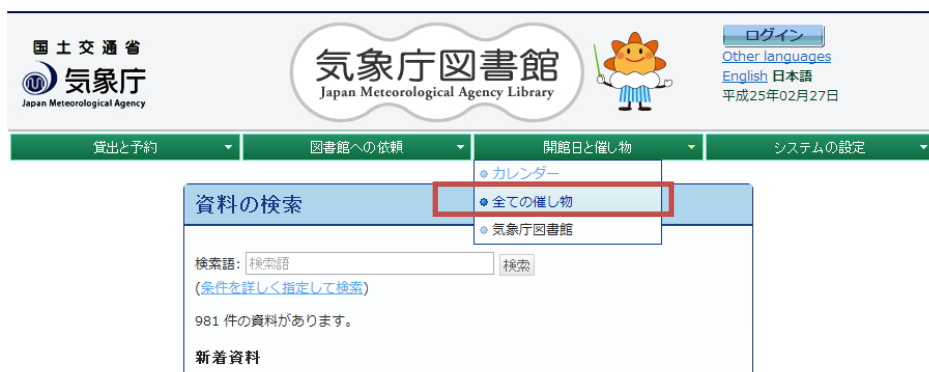 国土交通省
気象庁
Japan Meteorological Agency
気象庁図書館
Japan Meteorological Agency Library
ログイン
Other languages
English 日本語
平成25年02月27日
貸出と予約 図書館への依頼 開館日と催し物 システムの設定
カレンダー
全ての催し物
気象庁図書館
資料の検索
検索語: 検索語 検索
(条件を詳しく指定して検索)
981 件の資料があります。
新着資料